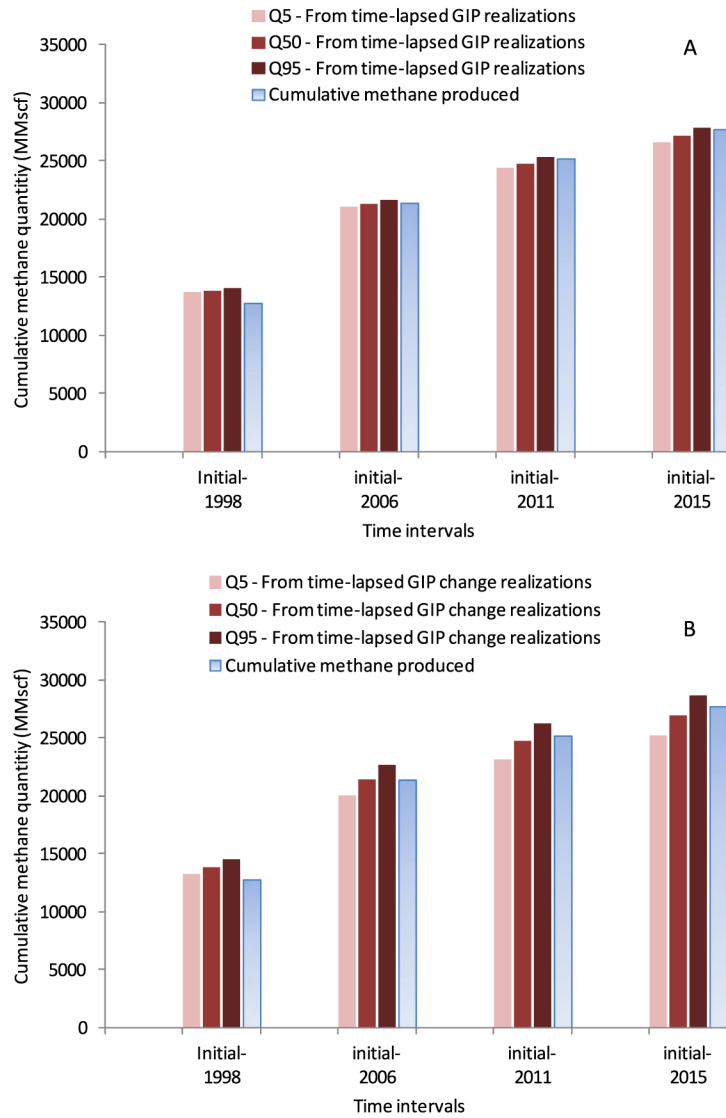 Q5 - From time-lapsed GIP realizations
Q50 - From time-lapsed GIP realizations
Q95 - From time-lapsed GIP realizations
Cumulative methane produced
A
Cumulative methane quantitiy (MMscf)
35000
30000
25000
20000
15000
10000
5000
0
Initial-
1998
initial-
2006
initial-
2011
initial-
2015
Time intervals
Q5 - From time-lapsed GIP change realizations
Q50 - From time-lapsed GIP change realizations
Q95 - From time-lapsed GIP change realizations
Cumulative methane produced
B
Cumulative methane quantitiy (MMscf)
35000
30000
25000
20000
15000
10000
5000
0
Initial-
1998
initial-
2006
initial-
2011
initial-
2015
Time intervals